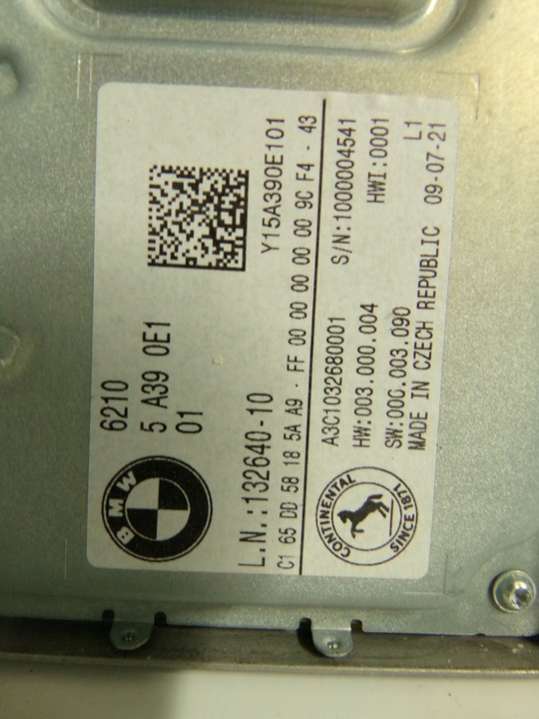 BMW
6210
5 A39 0E1
01
Y15A390E101
L.N.:132640-10
C1 65 DD 58 18 5A A9 - FF 00 00 00 00 00 9C F4 - 43
CONTINENTAL
SINCE 1871
A3C1032680001
S/N:1000004541
HW:003.000.004
HWI:0001
SW:000.003.090
L1
MADE IN CZECH REPUBLIC
09-07-21